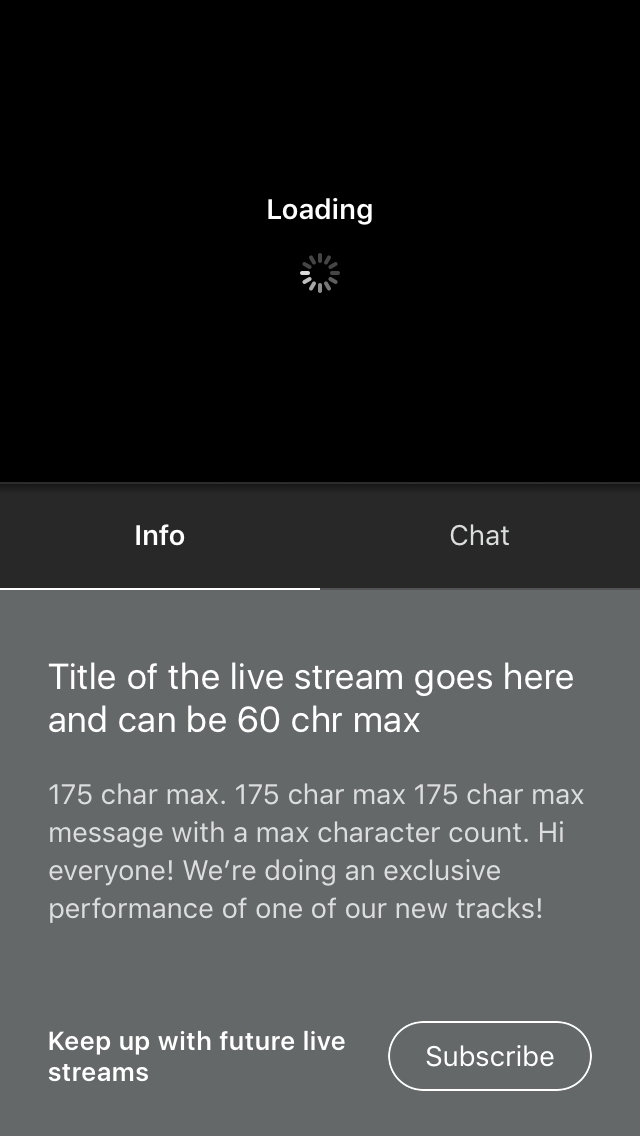 Loading
Info
Chat
Title of the live stream goes here
and can be 60 chr max
175 char max. 175 char max 175 char max
message with a max character count. Hi
everyone! We’re doing an exclusive
performance of one of our new tracks!
Keep up with future live
streams
Subscribe